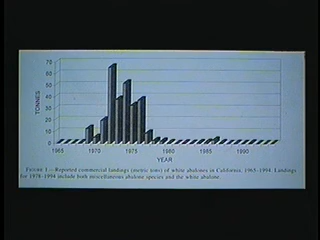 70
60
50
40
30
20
10
0
TONNES
1965 1970 1975 1980 1985 1990
YEAR
FIGURE 1.—Reported commercial landings (metric tons) of white abalones in California, 1965–1994. Landings
for 1978–1994 include both miscellaneous abalone species and the white abalone.